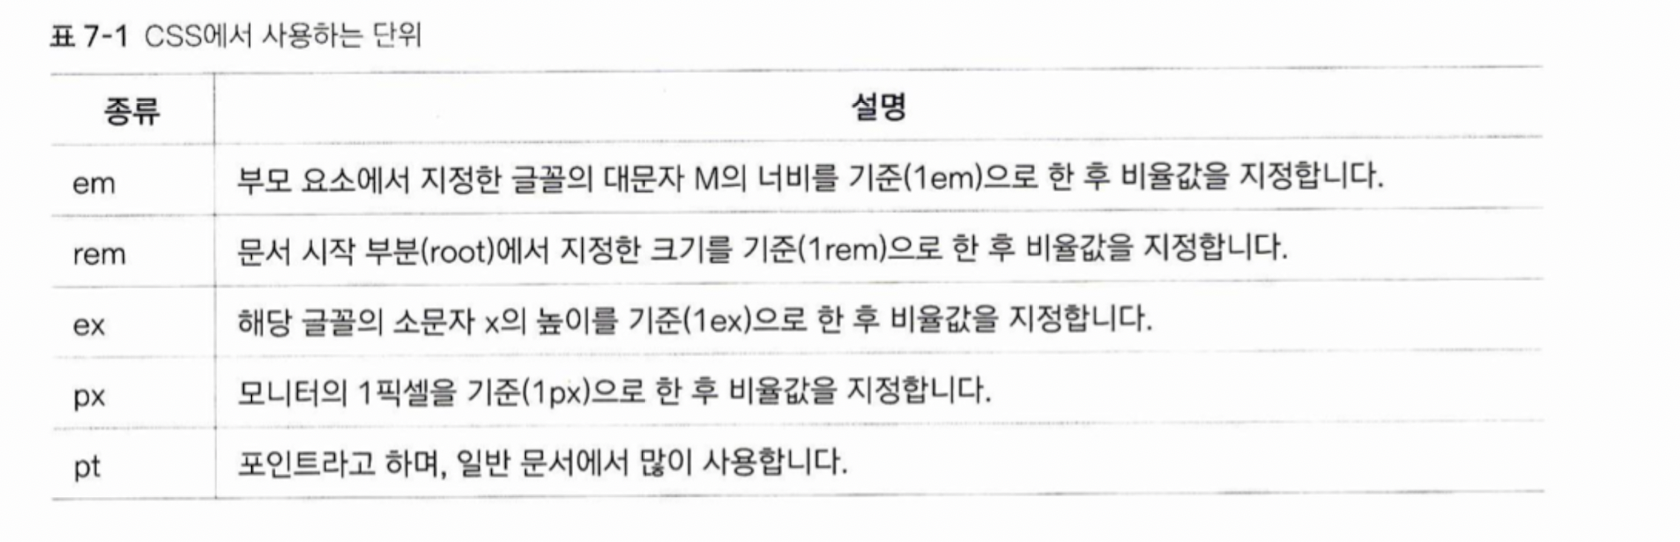 표 7-1 CSS에서 사용하는 단위
종류 설명
em 부모 요소에서 지정한 글꼴의 대문자 M의 너비를 기준(1em)으로 한 후 비율값을 지정합니다.
rem 문서 시작 부분(root)에서 지정한 크기를 기준(1rem)으로 한 후 비율값을 지정합니다.
ex 해당 글꼴의 소문자 x의 높이를 기준(1ex)으로 한 후 비율값을 지정합니다.
px 모니터의 1픽셀을 기준(1px)으로 한 후 비율값을 지정합니다.
pt 포인트라고 하며, 일반 문서에서 많이 사용합니다.